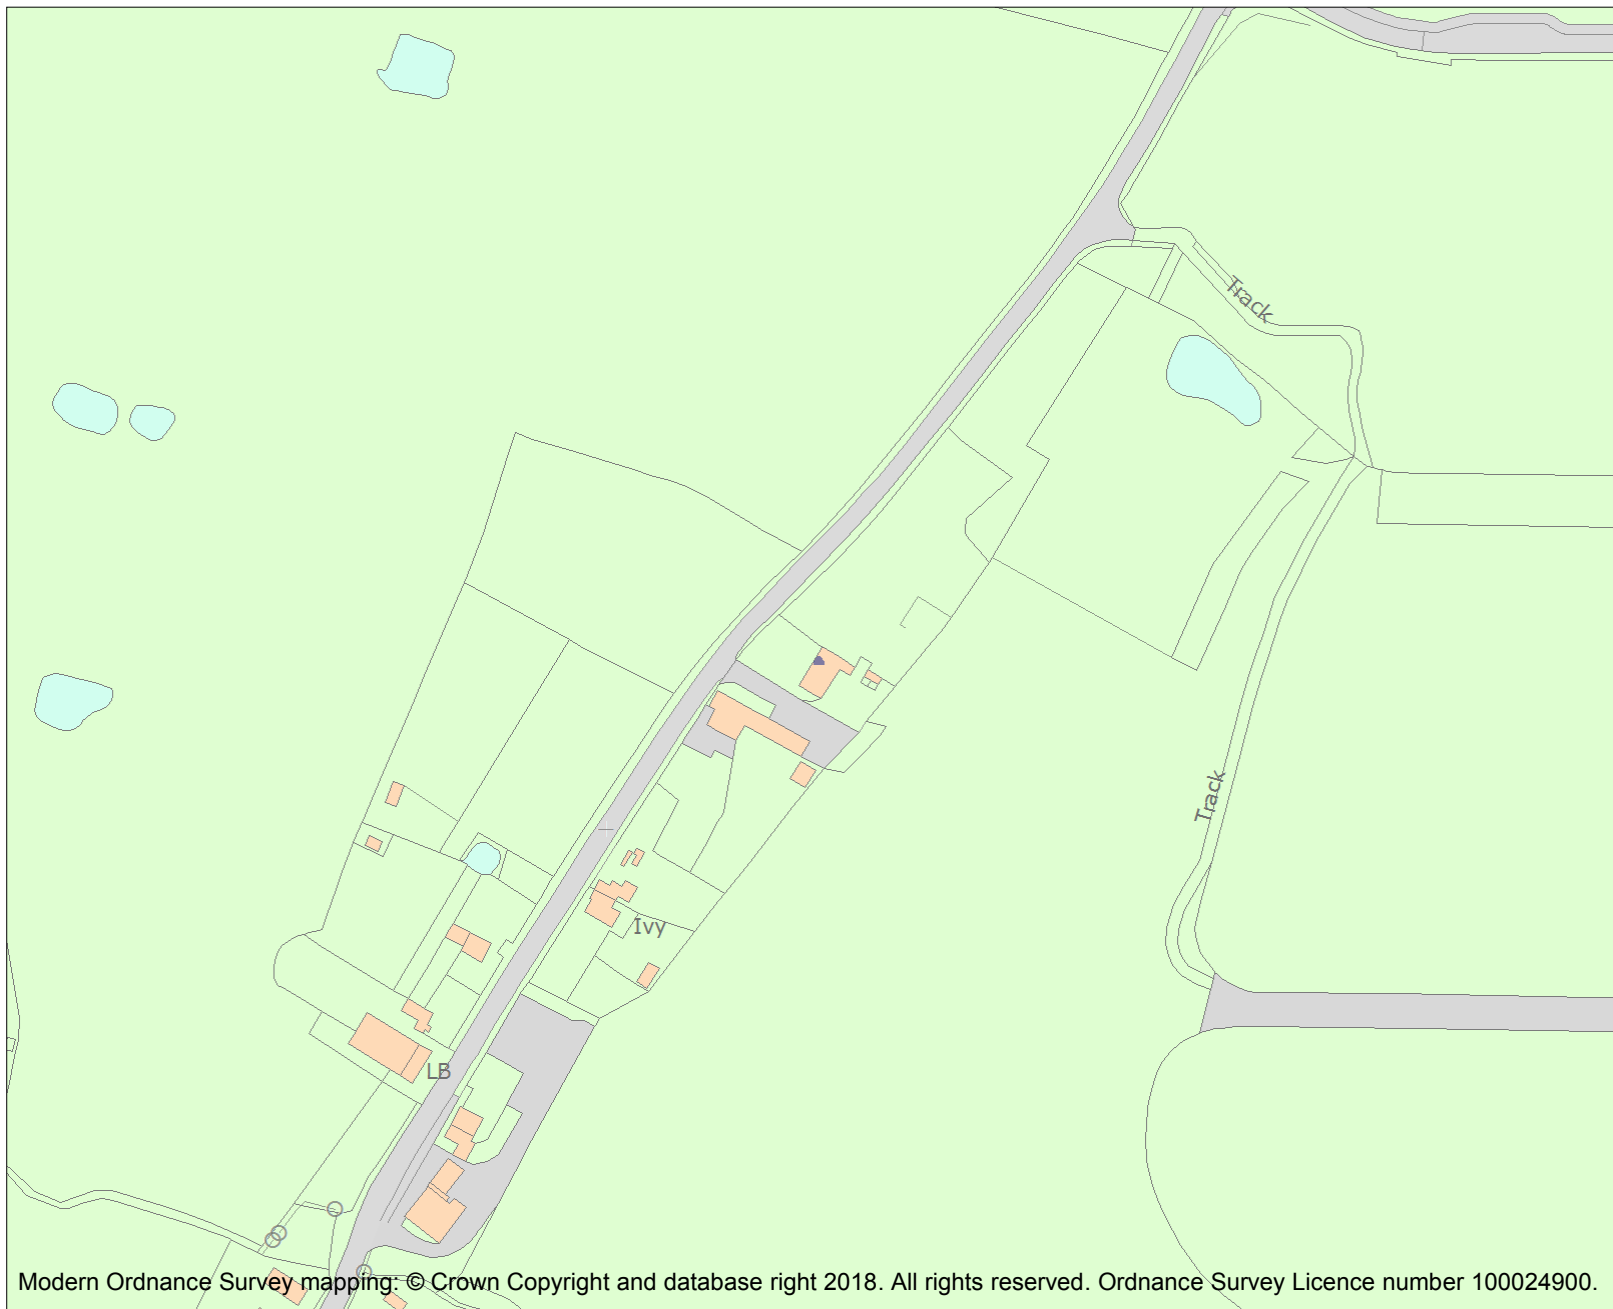 Track
Track
Ivy
LB
Modern Ordnance Survey mapping: © Crown Copyright and database right 2018. All rights reserved. Ordnance Survey Licence number 100024900.